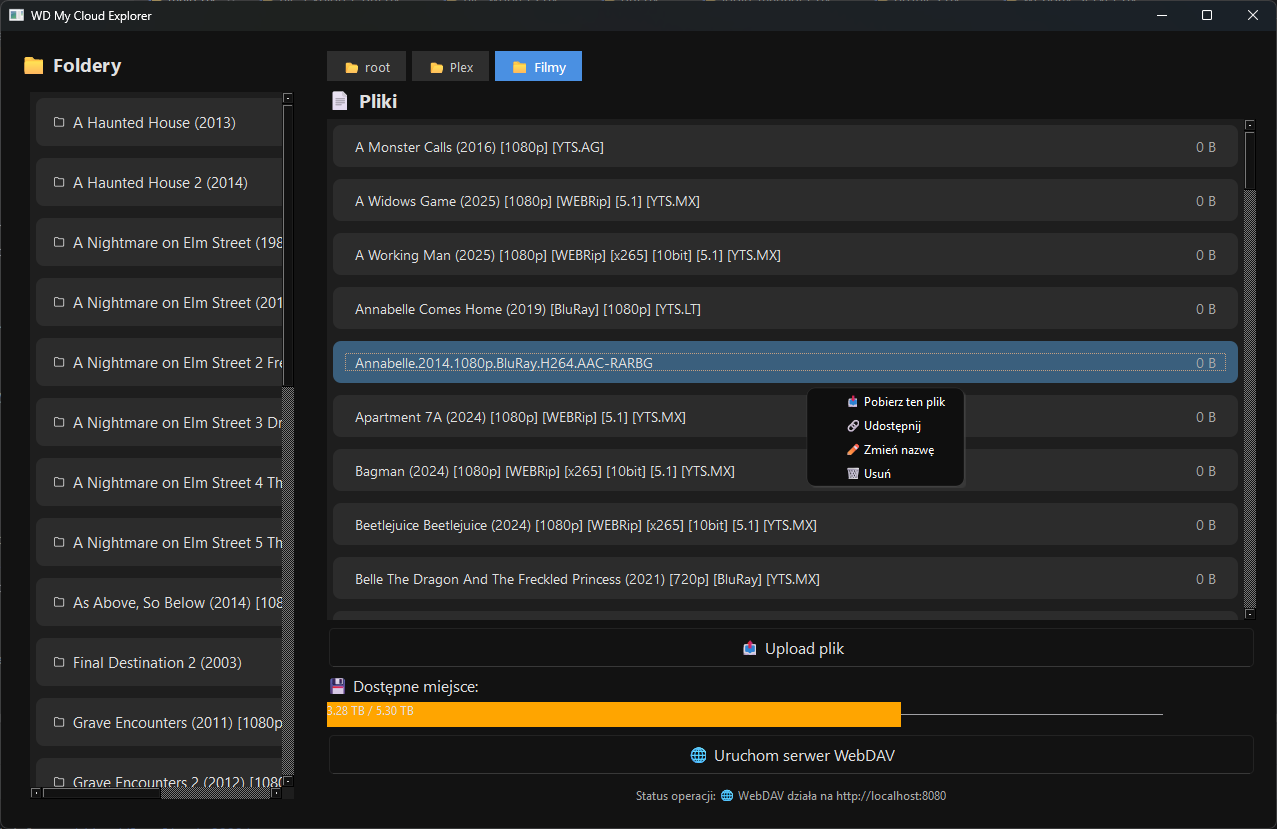 WD My Cloud Explorer
Foldery
A Haunted House (2013)
A Haunted House 2 (2014)
A Nightmare on Elm Street (198
A Nightmare on Elm Street (201
A Nightmare on Elm Street 2 Fre
A Nightmare on Elm Street 3 Dr
A Nightmare on Elm Street 4 Th
A Nightmare on Elm Street 5 Th
As Above, So Below (2014) [108
Final Destination 2 (2003)
Grave Encounters (2011) [1080p
Grave Encounters 2 (2012) [1080
root Plex Filmy
Pliki
A Monster Calls (2016) [1080p] [YTS.AG] 0 B
A Widows Game (2025) [1080p] [WEBRip] [5.1] [YTS.MX] 0 B
A Working Man (2025) [1080p] [WEBRip] [x265] [10bit] [5.1] [YTS.MX] 0 B
Annabelle Comes Home (2019) [BluRay] [1080p] [YTS.LT] 0 B
Annabelle.2014.1080p.BluRay.H264.AAC-RARBG 0 B
Apartment 7A (2024) [1080p] [WEBRip] [5.1] [YTS.MX] 0 B
Bagman (2024) [1080p] [WEBRip] [x265] [10bit] [5.1] [YTS.MX] 0 B
Beetlejuice Beetlejuice (2024) [1080p] [WEBRip] [x265] [10bit] [5.1] [YTS.MX] 0 B
Belle The Dragon And The Freckled Princess (2021) [720p] [BluRay] [YTS.MX] 0 B
Pobierz ten plik
Udostępnij
Zmień nazwę
Usuń
Upload plik
Dostępne miejsce:
3.28 TB / 5.30 TB
Uruchom serwer WebDAV
Status operacji: WebDAV działa na http://localhost:8080